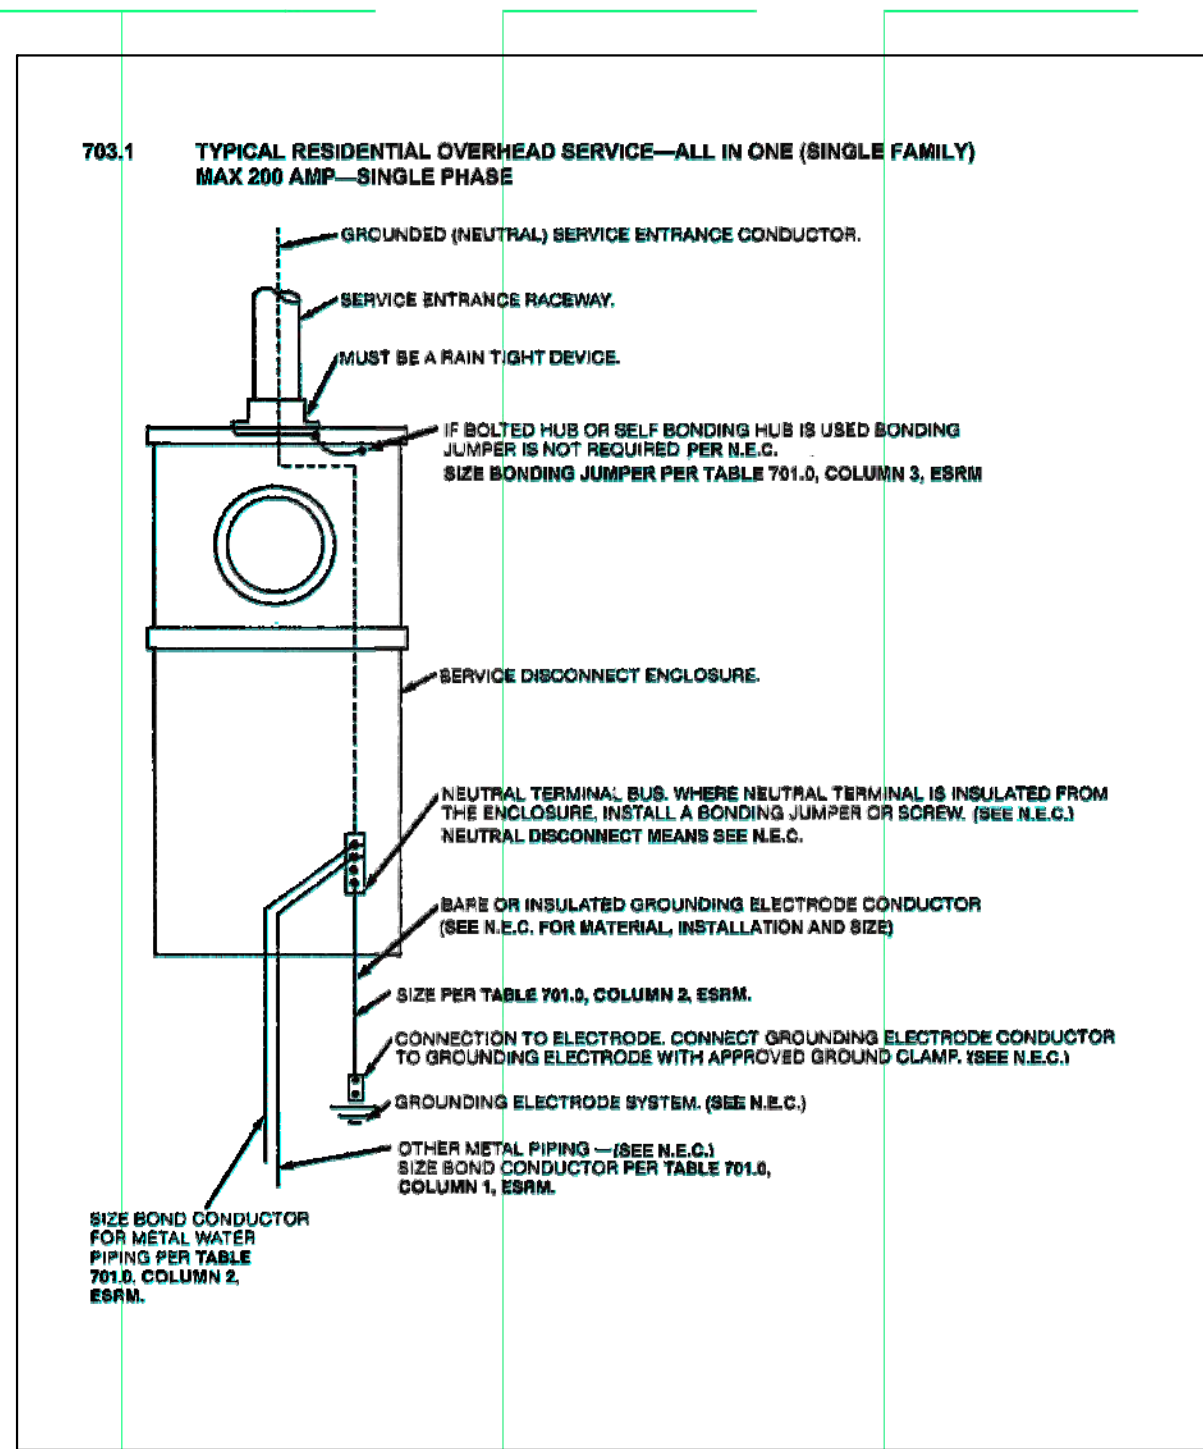 703.1 TYPICAL RESIDENTIAL OVERHEAD SERVICE—ALL IN ONE (SINGLE FAMILY)
MAX 200 AMP—SINGLE PHASE
GROUNDED (NEUTRAL) SERVICE ENTRANCE CONDUCTOR.
SERVICE ENTRANCE RACEWAY.
MUST BE A RAIN TIGHT DEVICE.
IF BOLTED HUB OR SELF BONDING HUB IS USED BONDING
JUMPER IS NOT REQUIRED PER N.E.C.
SIZE BONDING JUMPER PER TABLE 701.0, COLUMN 3, ESRM
SERVICE DISCONNECT ENCLOSURE.
NEUTRAL TERMINAL BUS. WHERE NEUTRAL TERMINAL IS INSULATED FROM
THE ENCLOSURE, INSTALL A BONDING JUMPER OR SCREW. (SEE N.E.C.)
NEUTRAL DISCONNECT MEANS SEE N.E.C.
BARE OR INSULATED GROUNDING ELECTRODE CONDUCTOR
(SEE N.E.C. FOR MATERIAL, INSTALLATION AND SIZE)
SIZE PER TABLE 701.0, COLUMN 2, ESRM.
CONNECTION TO ELECTRODE. CONNECT GROUNDING ELECTRODE CONDUCTOR
TO GROUNDING ELECTRODE WITH APPROVED GROUND CLAMP. (SEE N.E.C.)
GROUNDING ELECTRODE SYSTEM. (SEE N.E.C.)
OTHER METAL PIPING — (SEE N.E.C.)
SIZE BOND CONDUCTOR PER TABLE 701.0,
COLUMN 1, ESRM.
SIZE BOND CONDUCTOR
FOR METAL WATER
PIPING PER TABLE
701.0, COLUMN 2,
ESRM.